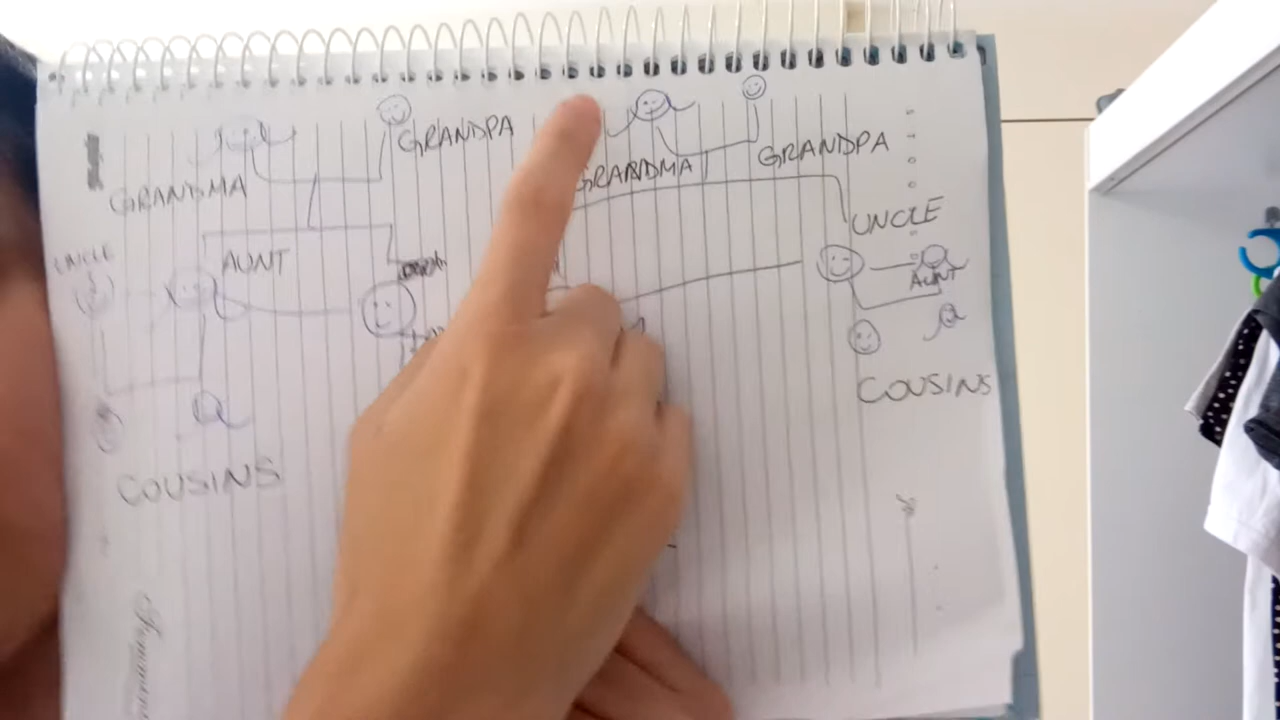 GRANDPA
GRANDMA
GRANDPA
GRANDMA
UNCLE
UNCLE
AUNT
AUNT
COUSINS
COUSINS